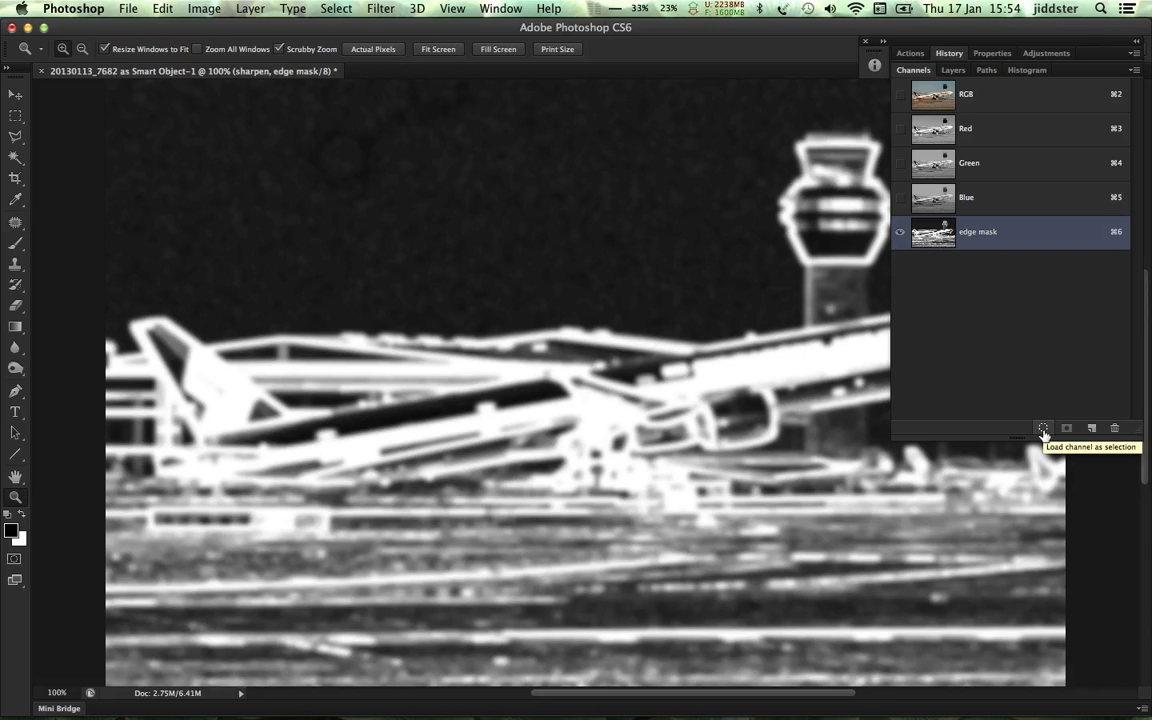 Photoshop File Edit Image Layer Type Select Filter 3D View Window Help 33% 23% U: 2238MB F: 1600MB Thu 17 Jan 15:54 jiddster
Adobe Photoshop CS6
Resize Windows to Fit Zoom All Windows Scrubby Zoom Actual Pixels Fit Screen Fill Screen Print Size
Actions History Properties Adjustments
20130113_7682 as Smart Object-1 @ 100% (sharpen, edge mask/8) *
Channels Layers Paths Histogram
RGB ⌘2
Red ⌘3
Green ⌘4
Blue ⌘5
edge mask ⌘6
Load channel as selection
100% Doc: 2.75M/6.41M
Mini Bridge